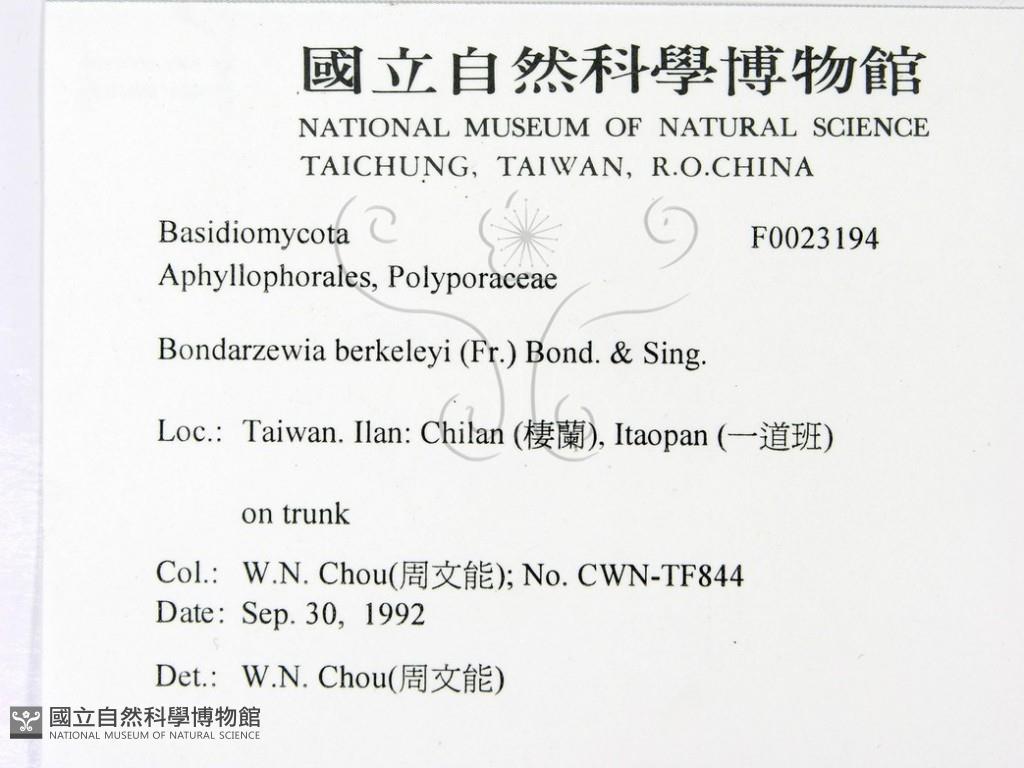 國立自然科學博物館
NATIONAL MUSEUM OF NATURAL SCIENCE
TAICHUNG, TAIWAN, R.O.CHINA
Basidiomycota F0023194
Aphyllophorales, Polyporaceae
Bondarzewia berkeleyi (Fr.) Bond. & Sing.
Loc.: Taiwan. Ilan: Chilan (棲蘭), Itaopan (一道班)
on trunk
Col.: W.N. Chou(周文能); No. CWN-TF844
Date: Sep. 30, 1992
Det.: W.N. Chou(周文能)
國立自然科學博物館
NATIONAL MUSEUM OF NATURAL SCIENCE